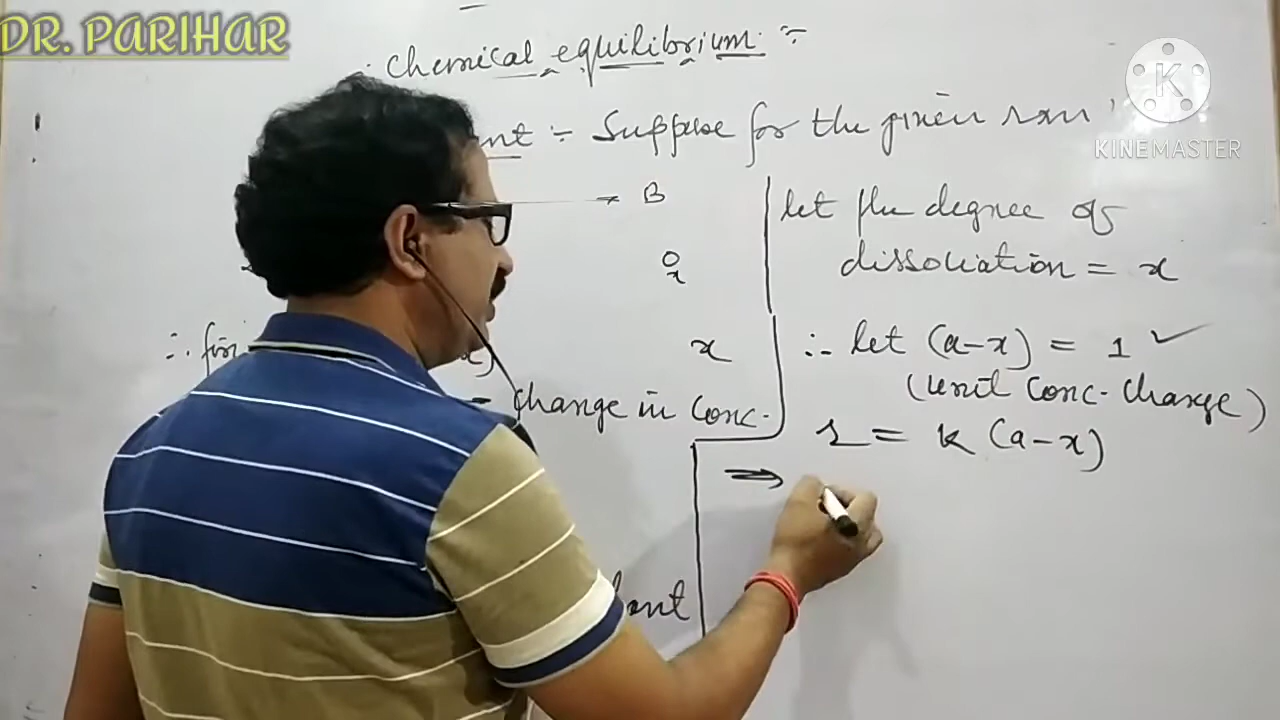 DR. PARIHAR
Chemical equilibrium :-
nt :- Suppose for the given rxn
→ B
0
x
x
change in conc.
ant
let the degree of
dissociation = x
∴ let (a-x) = 1 ✓
(unit conc. change)
r = k (a-x)
⇒
K
KINEMASTER